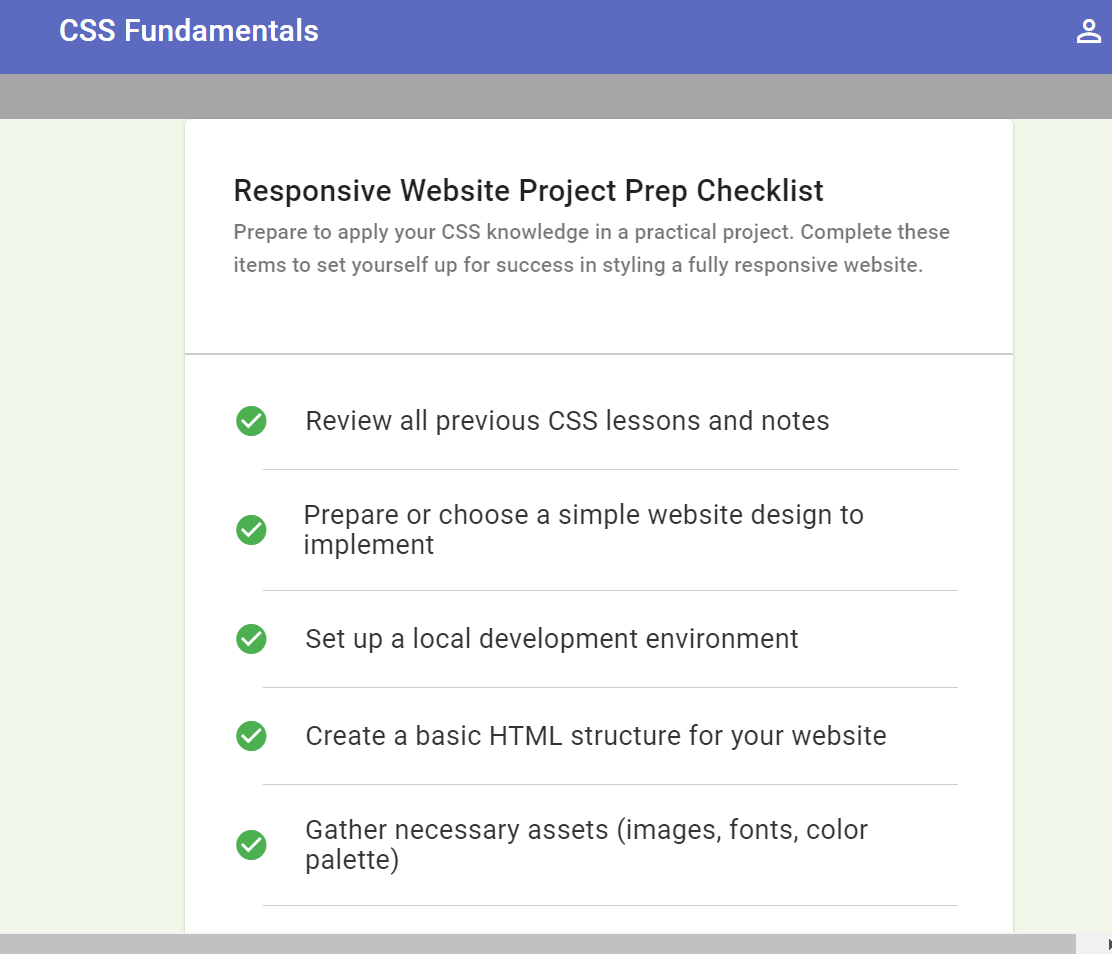 CSS Fundamentals
Responsive Website Project Prep Checklist
Prepare to apply your CSS knowledge in a practical project. Complete these
items to set yourself up for success in styling a fully responsive website.
Review all previous CSS lessons and notes
Prepare or choose a simple website design to
implement
Set up a local development environment
Create a basic HTML structure for your website
Gather necessary assets (images, fonts, color
palette)